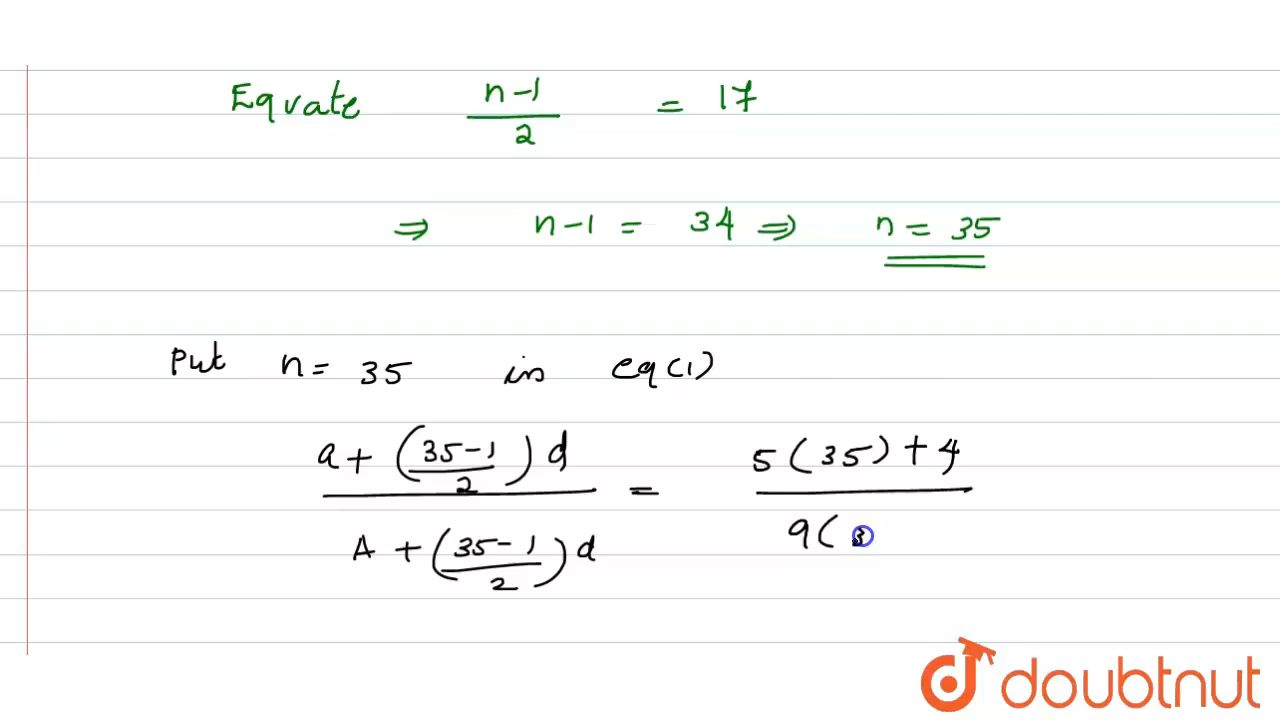 Equate n-1/2 = 17
⇒ n-1 = 34 ⇒ n = 35
Put n = 35 in eq(1)
a + (35-1/2) d / A + (35-1/2) d = 5(35) + 4 / 9(3
doubtnut